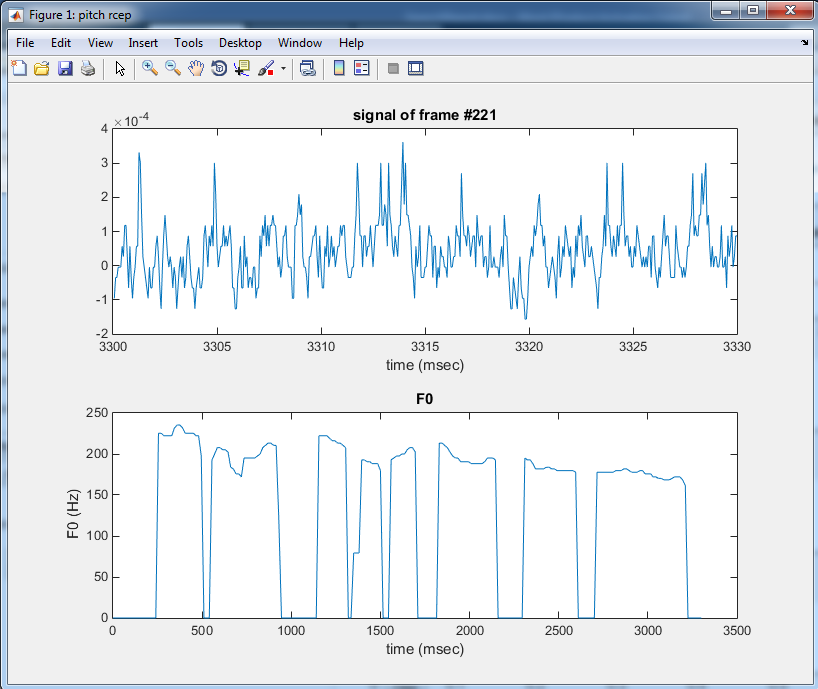 Figure 1: pitch rcep
File Edit View Insert Tools Desktop Window Help
signal of frame #221
×10-4
4
3
2
1
0
-1
-2
3300 3305 3310 3315 3320 3325 3330
time (msec)
F0
250
200
150
100
50
0
F0 (Hz)
0 500 1000 1500 2000 2500 3000 3500
time (msec)